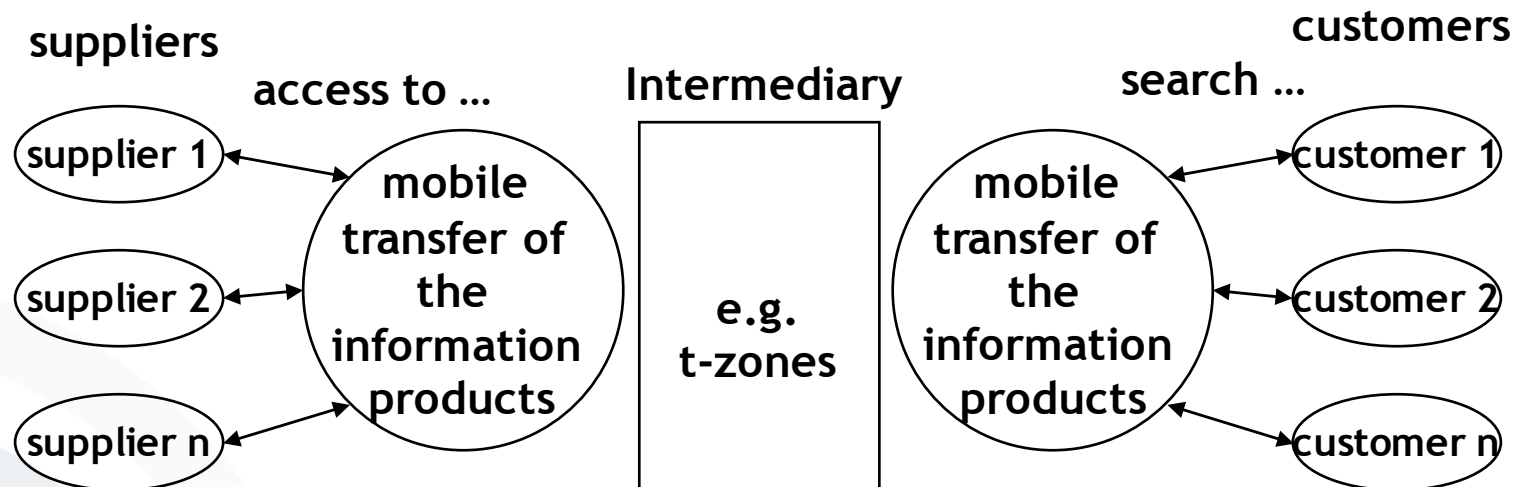 suppliers
customers
access to ...
Intermediary
search ...
supplier 1
mobile
transfer of
the
information
products
supplier 2
supplier n
e.g.
t-zones
mobile
transfer of
the
information
products
customer 1
customer 2
customer n